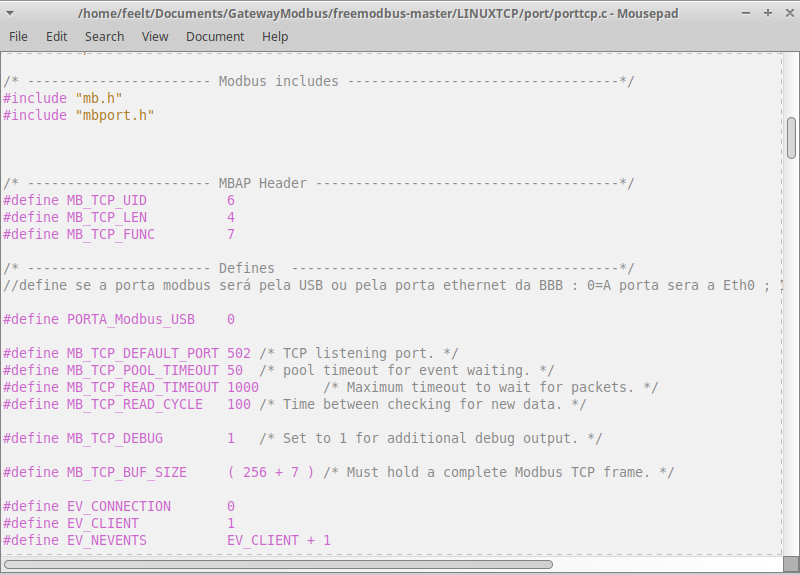 /home/feelt/Documents/GatewayModbus/freemodbus-master/LINUXTCP/port/porttcp.c - Mousepad
File Edit Search View Document Help
/* ----------------------- Modbus includes ----------------------------------*/
#include "mb.h"
#include "mbport.h"
/* ----------------------- MBAP Header --------------------------------------*/
#define MB_TCP_UID          6
#define MB_TCP_LEN          4
#define MB_TCP_FUNC         7
/* ----------------------- Defines  -----------------------------------------*/
//define se a porta modbus será pela USB ou pela porta ethernet da BBB : 0=A porta sera a Eth0 ;
#define PORTA_Modbus_USB    0
#define MB_TCP_DEFAULT_PORT 502 /* TCP listening port. */
#define MB_TCP_POOL_TIMEOUT 50  /* pool timeout for event waiting. */
#define MB_TCP_READ_TIMEOUT 1000        /* Maximum timeout to wait for packets. */
#define MB_TCP_READ_CYCLE   100 /* Time between checking for new data. */
#define MB_TCP_DEBUG        1   /* Set to 1 for additional debug output. */
#define MB_TCP_BUF_SIZE     ( 256 + 7 ) /* Must hold a complete Modbus TCP frame. */
#define EV_CONNECTION       0
#define EV_CLIENT           1
#define EV_NEVENTS          EV_CLIENT + 1